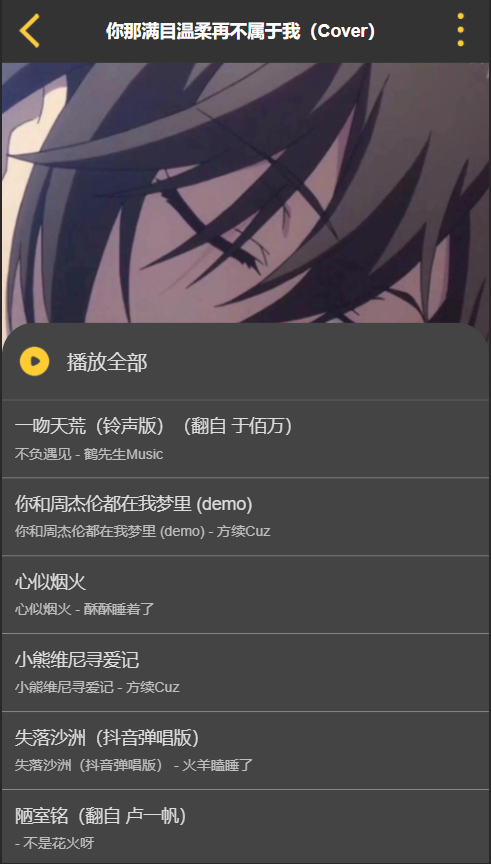 你那满目温柔再不属于我（Cover）
播放全部
一吻天荒（铃声版）（翻自 于佰万）
不负遇见 - 鹤先生Music
你和周杰伦都在我梦里 (demo)
你和周杰伦都在我梦里 (demo) - 方续Cuz
心似烟火
心似烟火 - 酥酥睡着了
小熊维尼寻爱记
小熊维尼寻爱记 - 方续Cuz
失落沙洲（抖音弹唱版）
失落沙洲（抖音弹唱版） - 火羊瞌睡了
陋室铭（翻自 卢一帆）
- 不是花火呀